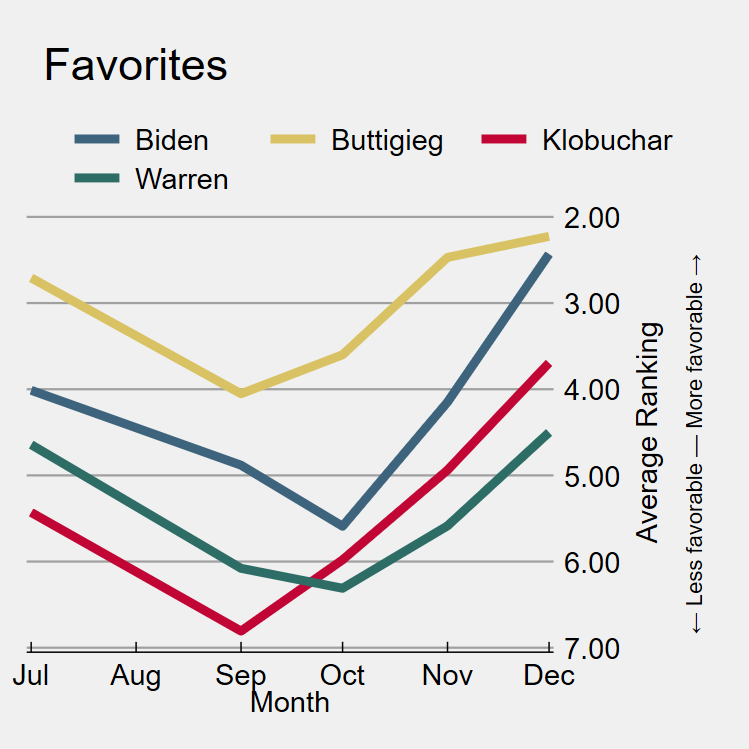 Favorites
Biden Buttigieg Klobuchar
Warren
2.00
3.00
4.00
5.00
6.00
7.00
Average Ranking
← Less favorable — More favorable →
Jul Aug Sep Oct Nov Dec
Month